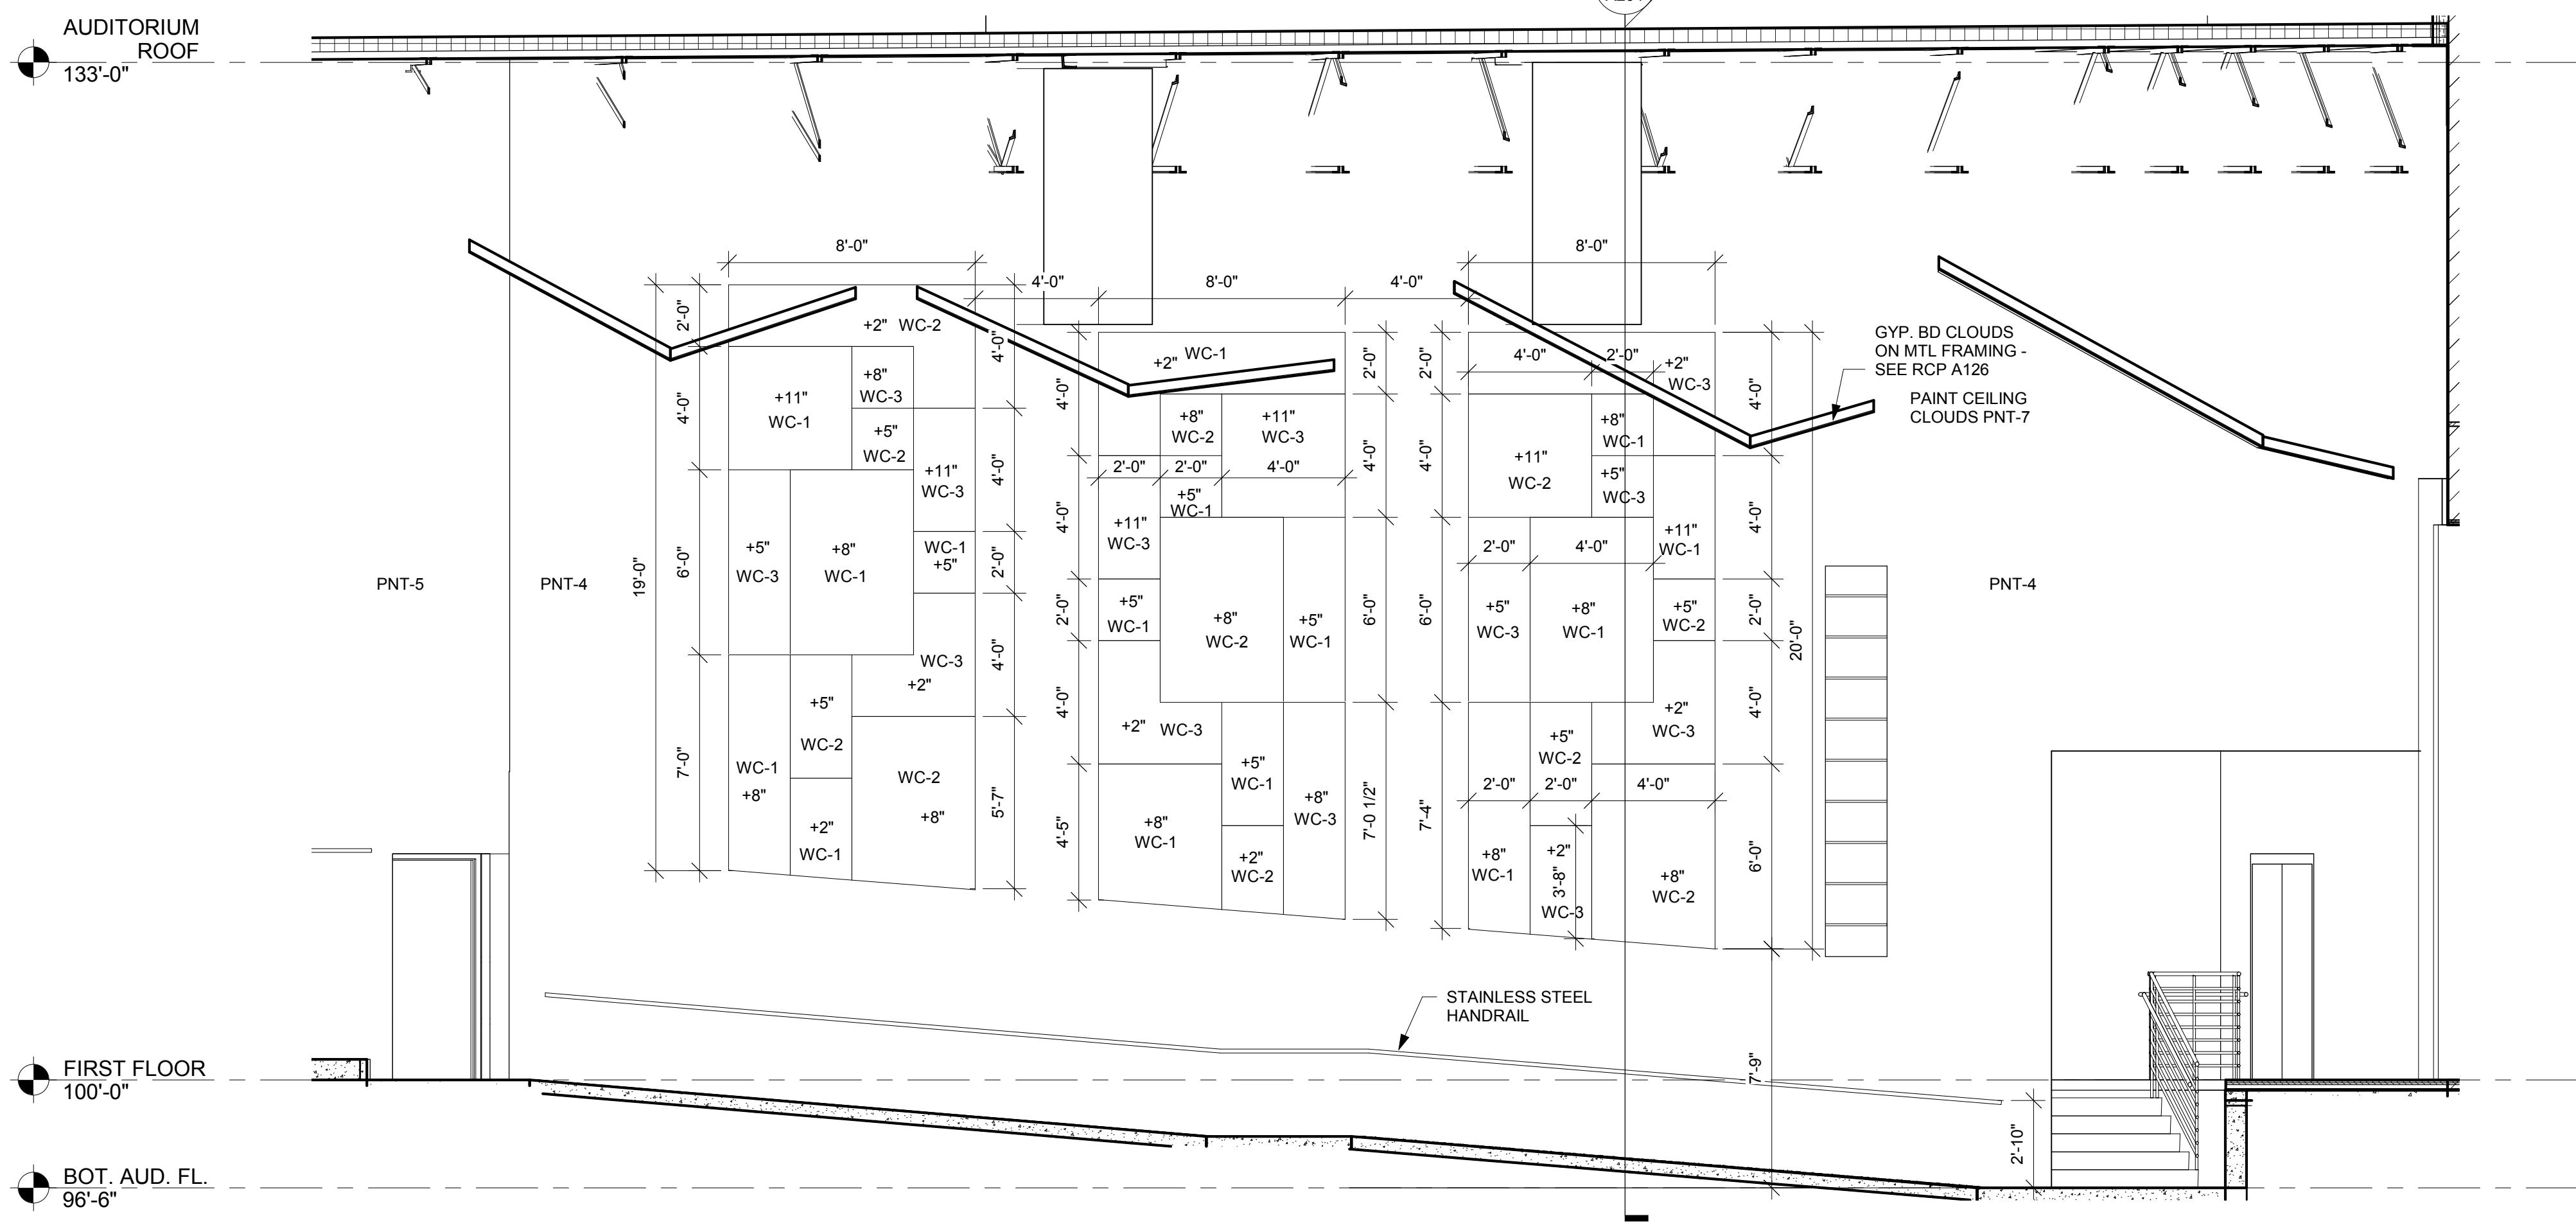 AUDITORIUM
ROOF
133'-0"
8'-0"
4'-0"
8'-0"
4'-0"
8'-0"
2'-0"
+2" WC-2
4'-0"
+11"
WC-1
+8"
WC-3
+5"
WC-2
4'-0"
+11"
WC-3
4'-0"
+5"
WC-3
+8"
WC-1
WC-1
+5"
2'-0"
6'-0"
19'-0"
WC-3
+2"
4'-0"
+5"
WC-2
WC-1
+8"
7'-0"
WC-2
+8"
5'-7"
+2"
WC-1
+2" WC-1
2'-0"
4'-0"
+8"
WC-2
+11"
WC-3
2'-0"
2'-0"
4'-0"
4'-0"
+5"
WC-1
+11"
WC-3
4'-0"
+5"
WC-1
2'-0"
+8"
WC-2
+5"
WC-1
6'-0"
+2" WC-3
4'-0"
+5"
WC-1
+8"
WC-1
4'-5"
+8"
WC-3
7'-0 1/2"
+2"
WC-2
2'-0"
4'-0"
2'-0"
+2"
WC-3
4'-0"
4'-0"
+11"
WC-2
+8"
WC-1
+5"
WC-3
+11"
WC-1
4'-0"
2'-0"
4'-0"
+5"
WC-3
+8"
WC-1
+5"
WC-2
2'-0"
6'-0"
20'-0"
+2"
WC-3
4'-0"
+5"
WC-2
2'-0"
2'-0"
4'-0"
7'-4"
+8"
WC-1
+2"
3'-8"
WC-3
+8"
WC-2
6'-0"
7'-9"
GYP. BD CLOUDS
ON MTL FRAMING -
SEE RCP A126
PAINT CEILING
CLOUDS PNT-7
PNT-5
PNT-4
PNT-4
STAINLESS STEEL
HANDRAIL
2'-10"
FIRST FLOOR
100'-0"
BOT. AUD. FL.
96'-6"